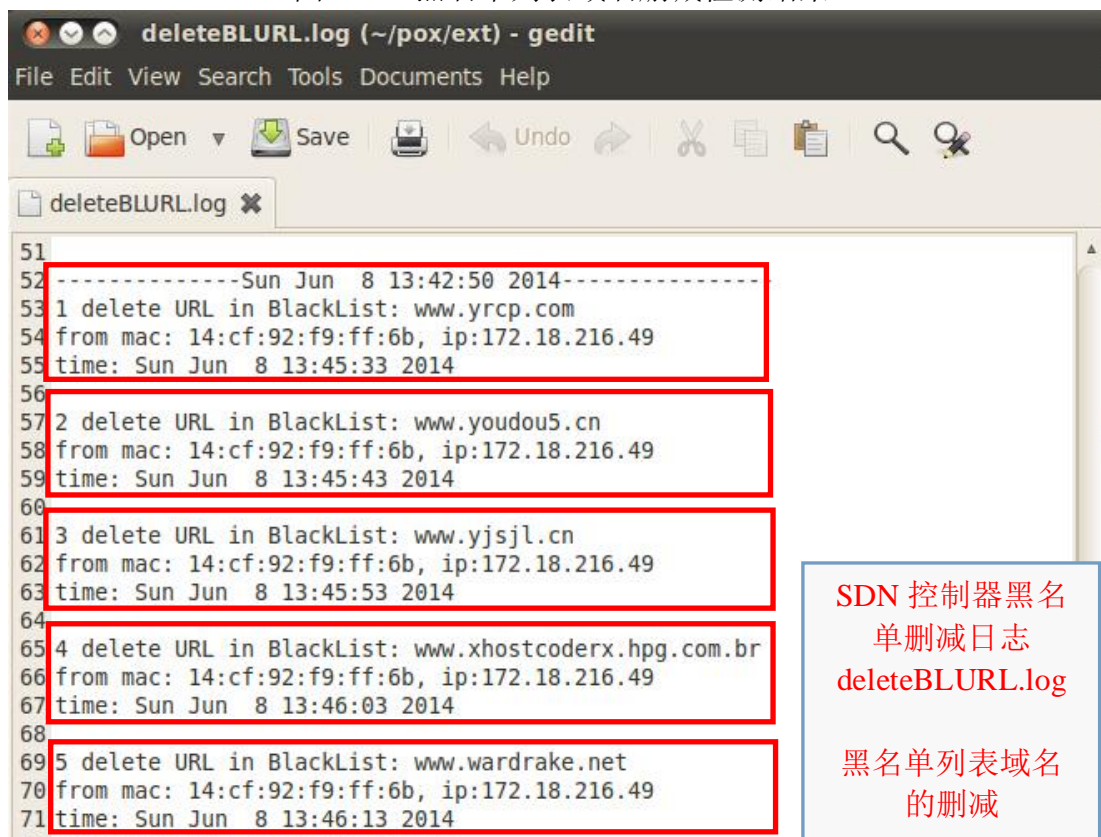 deleteBLURL.log (~/pox/ext) - gedit
File Edit View Search Tools Documents Help
Open Save Undo
deleteBLURL.log
51
52 --------------Sun Jun  8 13:42:50 2014----------------
53 1 delete URL in BlackList: www.yrcp.com
54 from mac: 14:cf:92:f9:ff:6b, ip:172.18.216.49
55 time: Sun Jun  8 13:45:33 2014
56
57 2 delete URL in BlackList: www.youdou5.cn
58 from mac: 14:cf:92:f9:ff:6b, ip:172.18.216.49
59 time: Sun Jun  8 13:45:43 2014
60
61 3 delete URL in BlackList: www.yjsjl.cn
62 from mac: 14:cf:92:f9:ff:6b, ip:172.18.216.49
63 time: Sun Jun  8 13:45:53 2014
64
65 4 delete URL in BlackList: www.xhostcoderx.hpg.com.br
66 from mac: 14:cf:92:f9:ff:6b, ip:172.18.216.49
67 time: Sun Jun  8 13:46:03 2014
68
69 5 delete URL in BlackList: www.wardrake.net
70 from mac: 14:cf:92:f9:ff:6b, ip:172.18.216.49
71 time: Sun Jun  8 13:46:13 2014
SDN 控制器黑名
单删减日志
deleteBLURL.log
黑名单列表域名
的删减